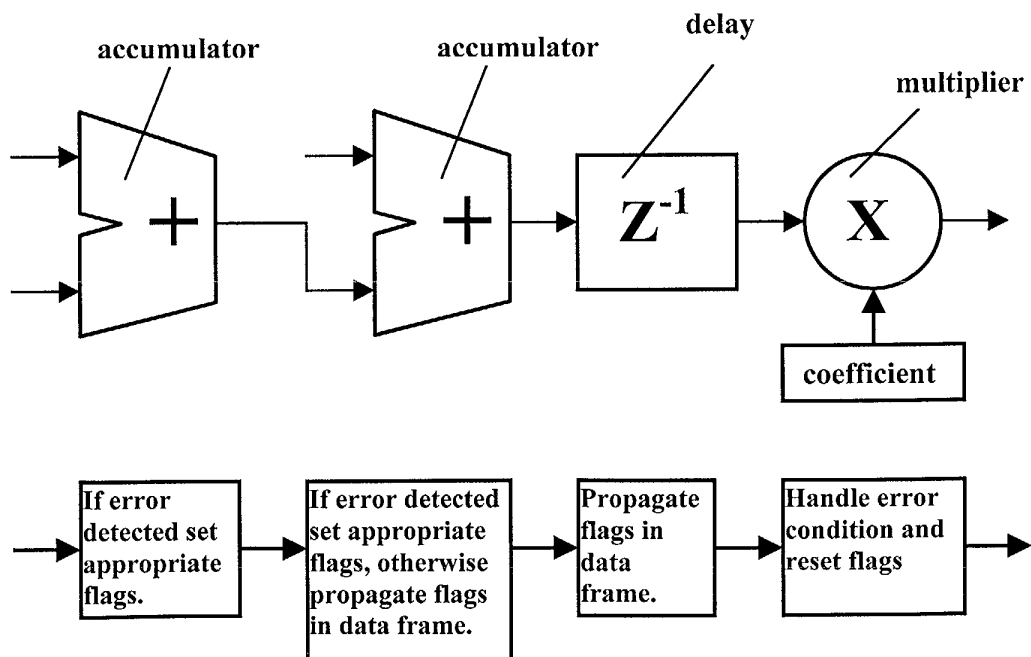 delay
accumulator
accumulator
multiplier
+
+
Z-1
X
coefficient
If error
detected set
appropriate
flags.
If error detected
set appropriate
flags, otherwise
propagate flags
in data frame.
Propagate
flags in
data
frame.
Handle error
condition and
reset flags